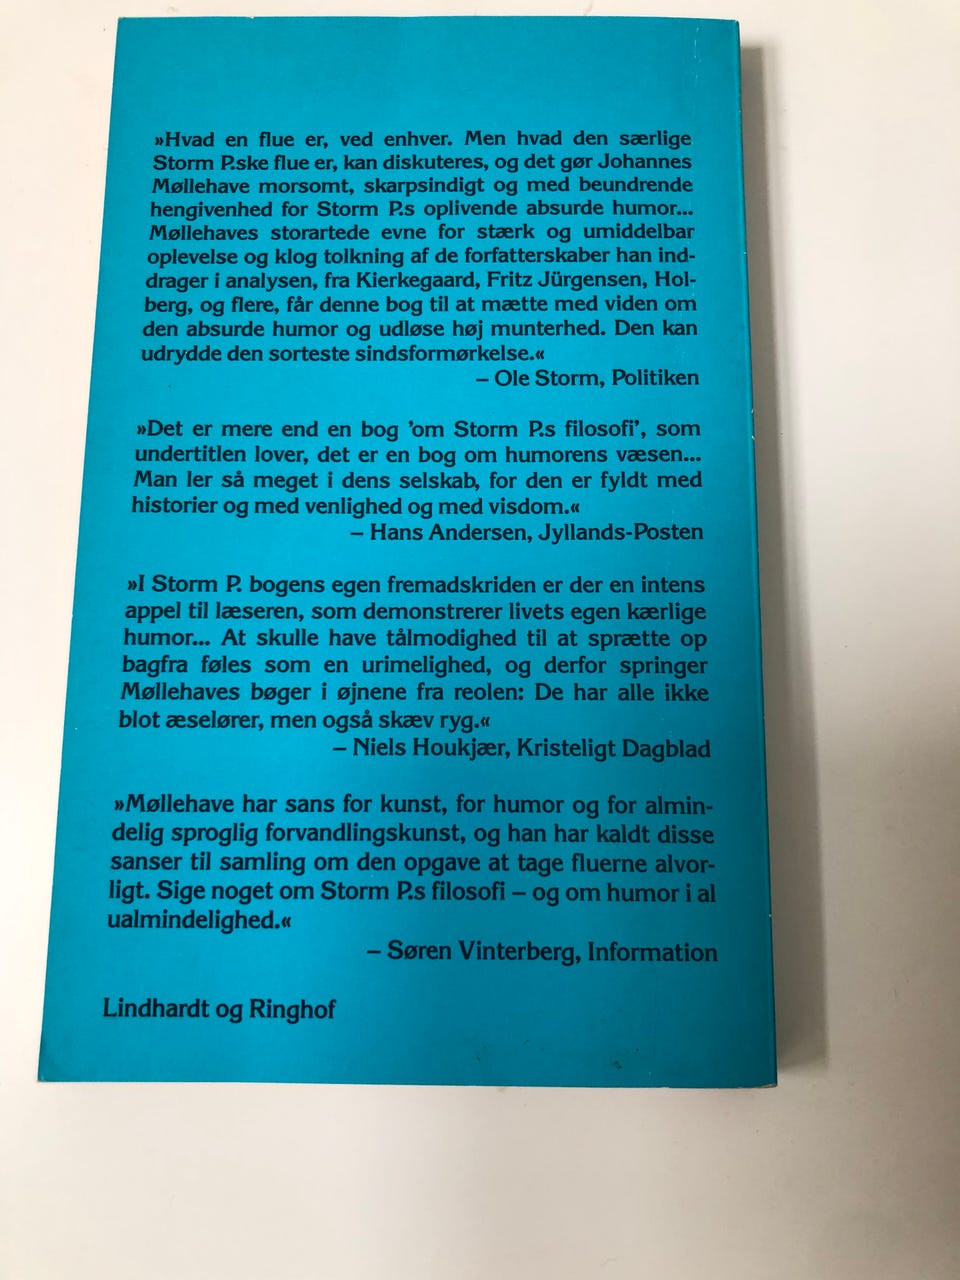 »Hvad en flue er, ved enhver. Men hvad den særlige
Storm P.ske flue er, kan diskuteres, og det gør Johannes
Møllehave morsomt, skarpsindigt og med beundrende
hengivenhed for Storm P.s oplivende absurde humor...
Møllehaves storartede evne for stærk og umiddelbar
oplevelse og klog tolkning af de forfatterskaber han ind-
drager i analysen, fra Kierkegaard, Fritz Jürgensen, Hol-
berg, og flere, får denne bog til at mætte med viden om
den absurde humor og udløse høj munterhed. Den kan
udrydde den sorteste sindsformørkelse.«
– Ole Storm, Politiken
»Det er mere end en bog 'om Storm P.s filosofi', som
undertitlen lover, det er en bog om humorens væsen...
Man ler så meget i dens selskab, for den er fyldt med
historier og med venlighed og med visdom.«
– Hans Andersen, Jyllands-Posten
»I Storm P. bogens egen fremadskriden er der en intens
appel til læseren, som demonstrerer livets egen kærlige
humor... At skulle have tålmodighed til at sprætte op
bagfra føles som en urimelighed, og derfor springer
Møllehaves bøger i øjnene fra reolen: De har alle ikke
blot æselører, men også skæv ryg.«
– Niels Houkjær, Kristeligt Dagblad
»Møllehave har sans for kunst, for humor og for almin-
delig sproglig forvandlingskunst, og han har kaldt disse
sanser til samling om den opgave at tage fluerne alvor-
ligt. Sige noget om Storm P.s filosofi – og om humor i al
ualmindelighed.«
– Søren Vinterberg, Information
Lindhardt og Ringhof